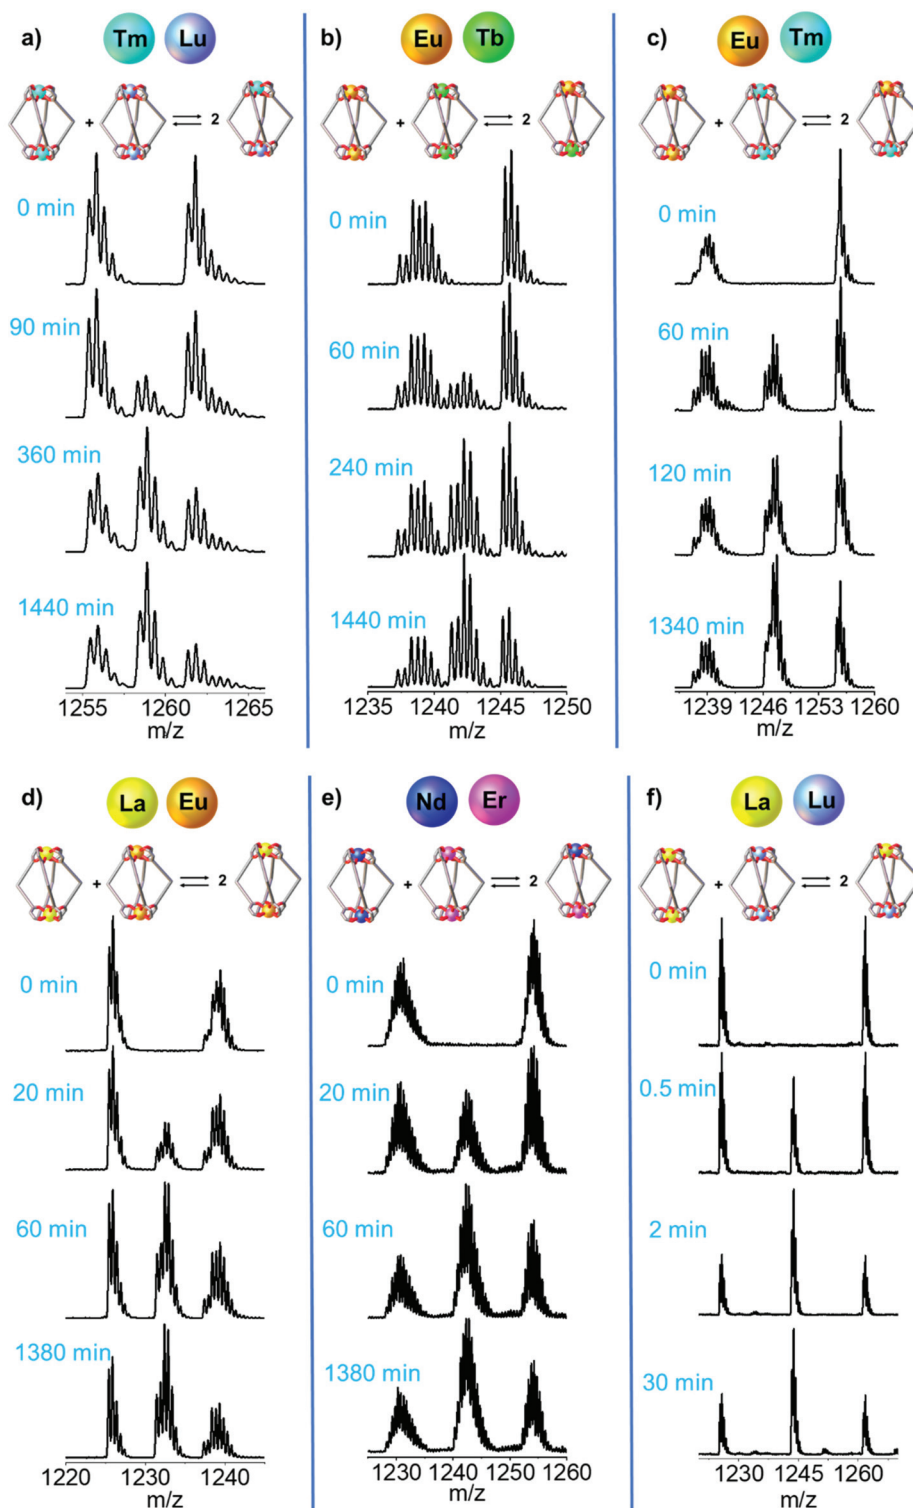 a) Tm Lu
+ 2
0 min
90 min
360 min
1440 min
1255 1260 1265
m/z
b) Eu Tb
+ 2
0 min
60 min
240 min
1440 min
1235 1240 1245 1250
m/z
c) Eu Tm
+ 2
0 min
60 min
120 min
1340 min
1239 1246 1253 1260
m/z
d) La Eu
+ 2
0 min
20 min
60 min
1380 min
1220 1230 1240
m/z
e) Nd Er
+ 2
0 min
20 min
60 min
1380 min
1230 1240 1250 1260
m/z
f) La Lu
+ 2
0 min
0.5 min
2 min
30 min
1230 1245 1260
m/z